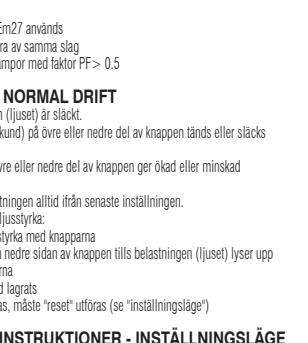 Em27 används
ra av samma slag
ampor med faktor PF> 0.5
NORMAL DRIFT
n (ljuset) är släckt.
kund) på övre eller nedre del av knappen tänds eller släcks
vre eller nedre del av knappen ger ökad eller minskad
tningen alltid ifrån senaste inställningen.
ljusstyrka:
styrka med knapparna
n nedre sidan av knappen tills belastningen (ljuset) lyser upp
rna
d lagrats
as, måste "reset" utföras (se "inställningsläge")
INSTRUKTIONER - INSTÄLLNINGSLÄGE